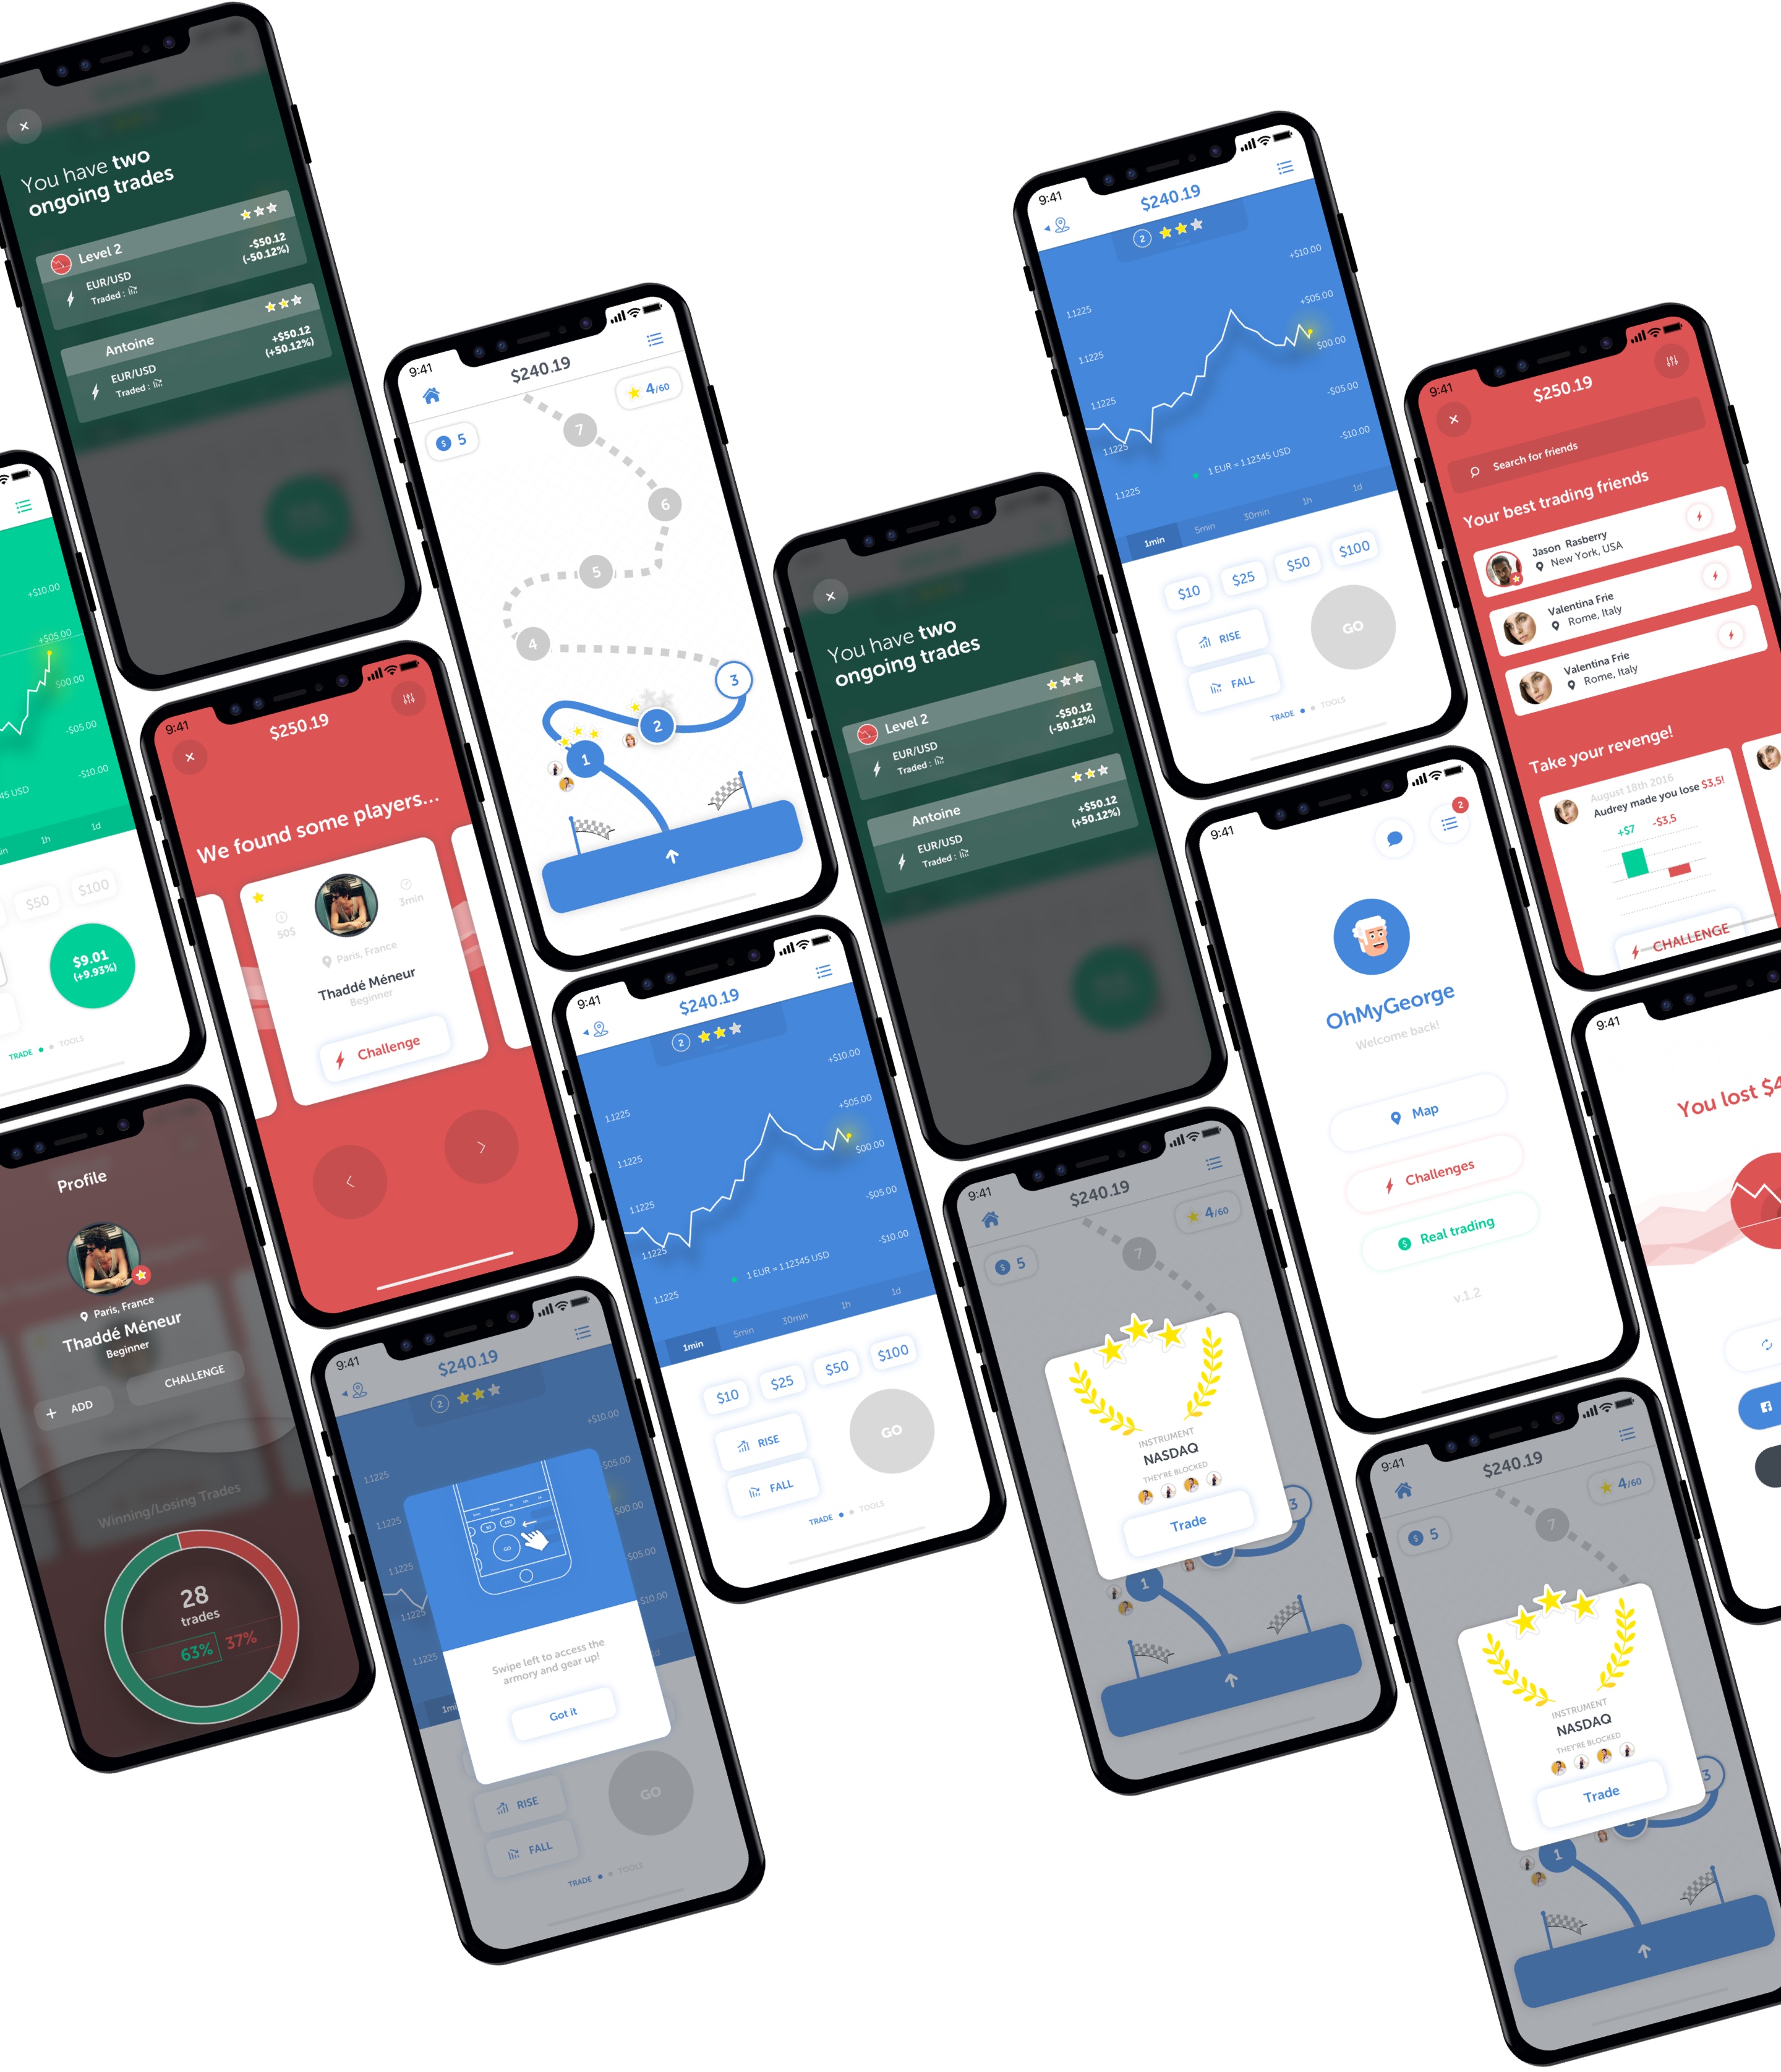 You have two
ongoing trades
Level 2
EUR/USD
Traded :
-$50.12
(-50.12%)
Antoine
EUR/USD
Traded :
+$50.12
(+50.12%)
+$10.00
+$05.00
$00.00
-$05.00
-$10.00
1h
1d
$50
$100
$9.01
(+9.93%)
TRADE
TOOLS
Profile
Paris, France
Thaddé Méneur
Beginner
ADD
CHALLENGE
Winning/Losing Trades
28
trades
63%
37%
9:41
$250.19
We found some players...
50$
3min
Paris, France
Thaddé Méneur
Beginner
Challenge
9:41
$240.19
2
1.1225
+$10.00
1.1225
$05.00
$00.00
1.1225
$05.00
1.1225
$10.00
Swipe left to access the
armory and gear up!
Got it
RISE
FALL
GO
TRADE
TOOLS
9:41
$240.19
4/60
5
7
6
5
4
3
2
1
9:41
$240.19
2
+$10.00
1.1225
+$05.00
1.1225
$00.00
1.1225
-$05.00
1.1225
-$10.00
1 EUR = 1.12345 USD
1.1225
1min
5min
30min
1h
1d
$10
$25
$50
$100
RISE
FALL
GO
TRADE
TOOLS
You have two
ongoing trades
Level 2
EUR/USD
Traded :
-$50.12
(-50.12%)
Antoine
EUR/USD
Traded :
+$50.12
(+50.12%)
9:41
$240.19
4/60
5
7
INSTRUMENT
NASDAQ
THEY'RE BLOCKED
Trade
3
1
9:41
$240.19
2
+$10.00
1.1225
+$05.00
1.1225
$00.00
1.1225
-$05.00
1.1225
-$10.00
1 EUR = 1.12345 USD
1.1225
1min
5min
30min
1h
1d
$10
$25
$50
$100
RISE
FALL
GO
TRADE
TOOLS
9:41
2
OhMyGeorge
Welcome back!
Map
Challenges
Real trading
v.1.2
9:41
$240.19
4/60
5
7
INSTRUMENT
NASDAQ
THEY'RE BLOCKED
Trade
3
1
9:41
$250.19
Search for friends
Your best trading friends
Jason Rasberry
New York, USA
Valentina Frie
Rome, Italy
Valentina Frie
Rome, Italy
Take your revenge!
August 18th 2016
Audrey made you lose $3,5!
+$7
-$3,5
CHALLENGE
9:41
You lost $4